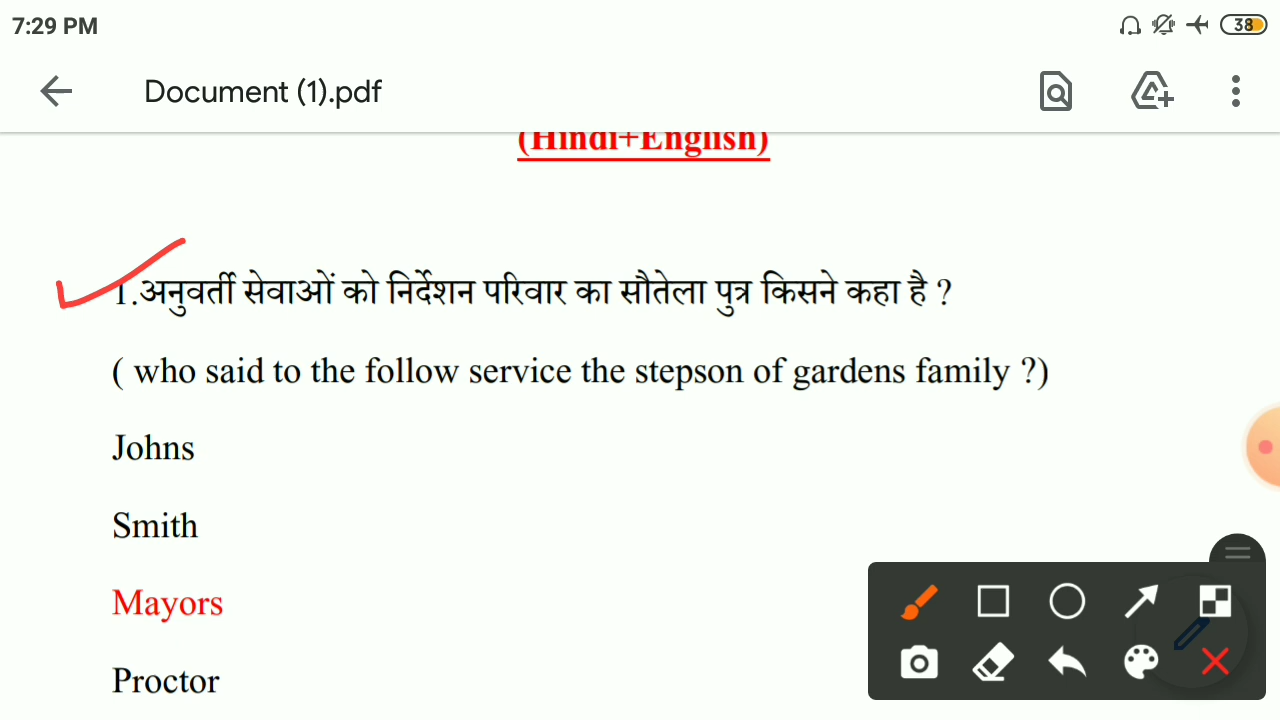 7:29 PM
38
Document (1).pdf
(Hindi+English)
1.अनुवर्ती सेवाओं को निर्देशन परिवार का सौतेला पुत्र किसने कहा है ?
( who said to the follow service the stepson of gardens family ?)
Johns
Smith
Mayors
Proctor